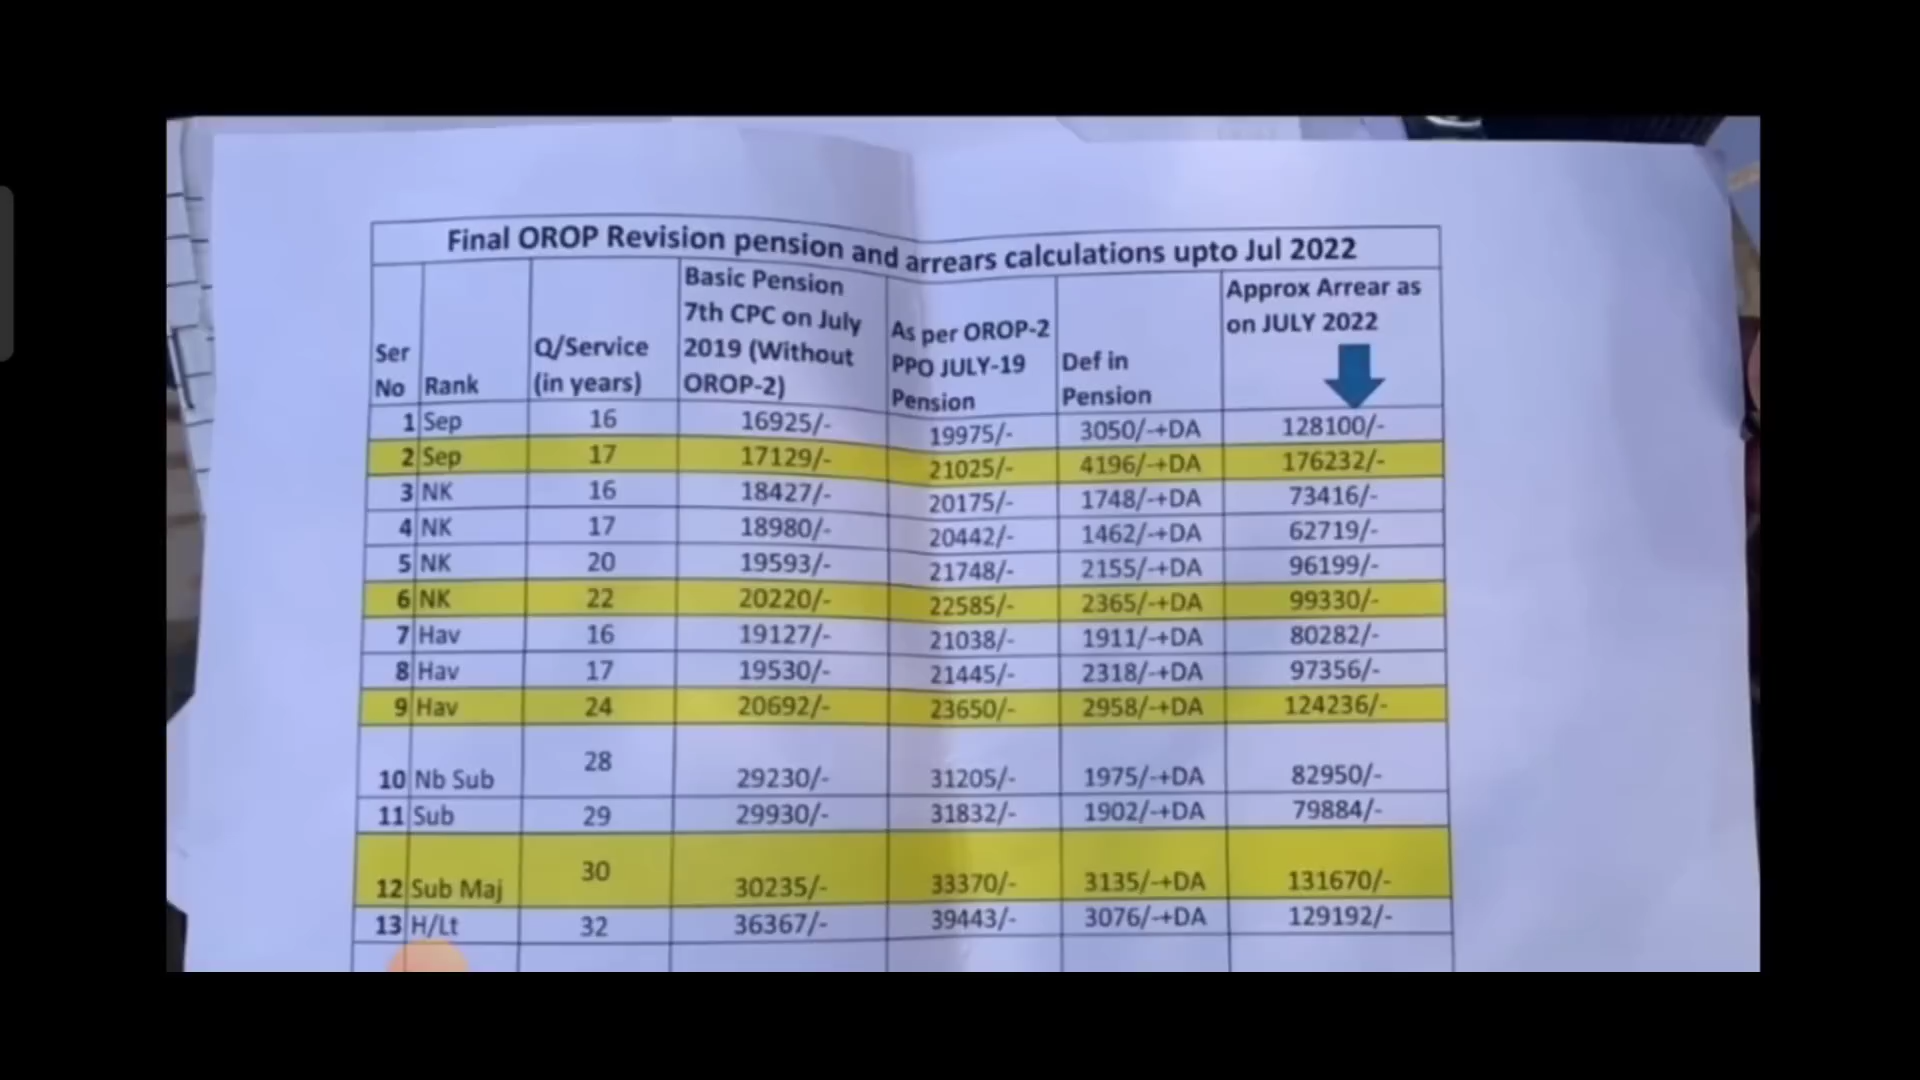 Final OROP Revision pension and arrears calculations upto Jul 2022
Ser No Rank Q/Service (in years) Basic Pension 7th CPC on July 2019 (Without OROP-2) As per OROP-2 PPO JULY-19 Pension Def in Pension Approx Arrear as on JULY 2022
1 Sep 16 16925/- 19975/- 3050/-+DA 128100/-
2 Sep 17 17129/- 21025/- 4196/-+DA 176232/-
3 NK 16 18427/- 20175/- 1748/-+DA 73416/-
4 NK 17 18980/- 20442/- 1462/-+DA 62719/-
5 NK 20 19593/- 21748/- 2155/-+DA 96199/-
6 NK 22 20220/- 22585/- 2365/-+DA 99330/-
7 Hav 16 19127/- 21038/- 1911/-+DA 80282/-
8 Hav 17 19530/- 21445/- 2318/-+DA 97356/-
9 Hav 24 20692/- 23650/- 2958/-+DA 124236/-
10 Nb Sub 28 29230/- 31205/- 1975/-+DA 82950/-
11 Sub 29 29930/- 31832/- 1902/-+DA 79884/-
12 Sub Maj 30 30235/- 33370/- 3135/-+DA 131670/-
13 H/Lt 32 36367/- 39443/- 3076/-+DA 129192/-